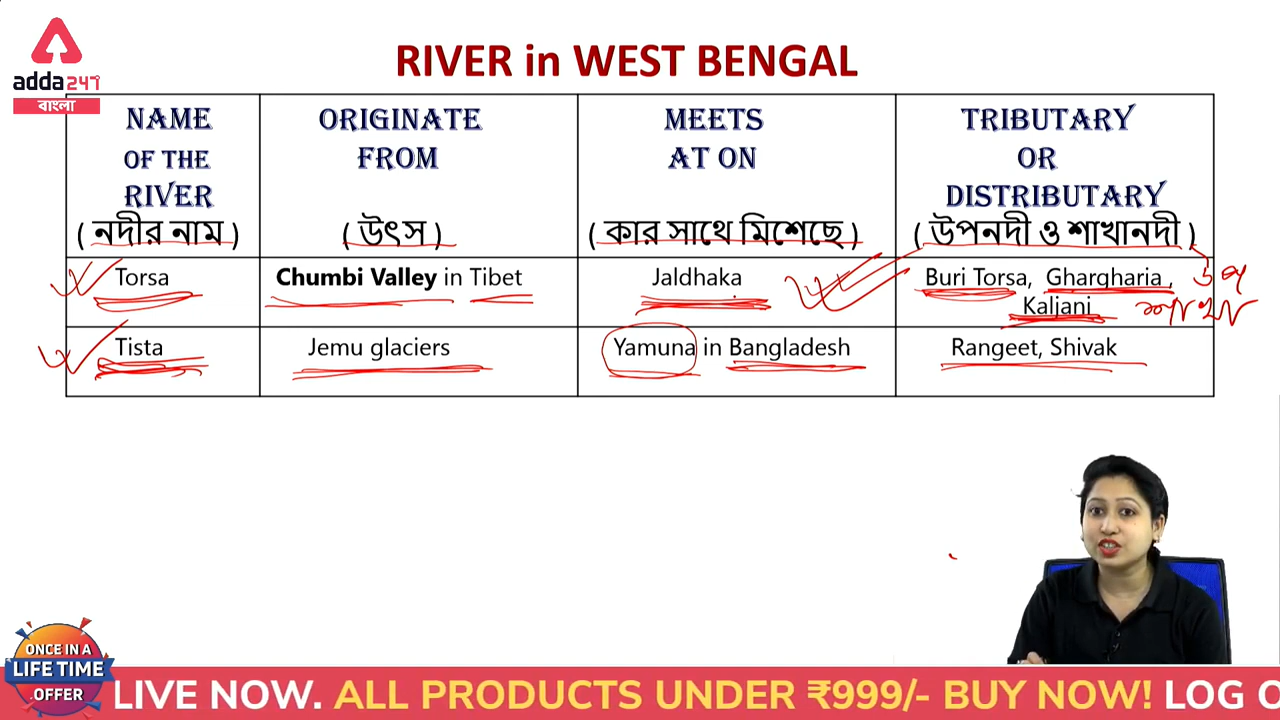 adda247
বাংলা
RIVER in WEST BENGAL
NAME
OF THE
RIVER
( নদীর নাম )
ORIGINATE
FROM
( উৎস )
MEETS
AT ON
( কার সাথে মিশেছে )
TRIBUTARY
OR
DISTRIBUTARY
( উপনদী ও শাখানদী )
Torsa
Chumbi Valley in Tibet
Jaldhaka
Buri Torsa, Ghargharia ,
Kaljani
Tista
Jemu glaciers
Yamuna in Bangladesh
Rangeet, Shivak
ONCE IN A
LIFE TIME
OFFER
LIVE NOW. ALL PRODUCTS UNDER ₹999/- BUY NOW! LOG